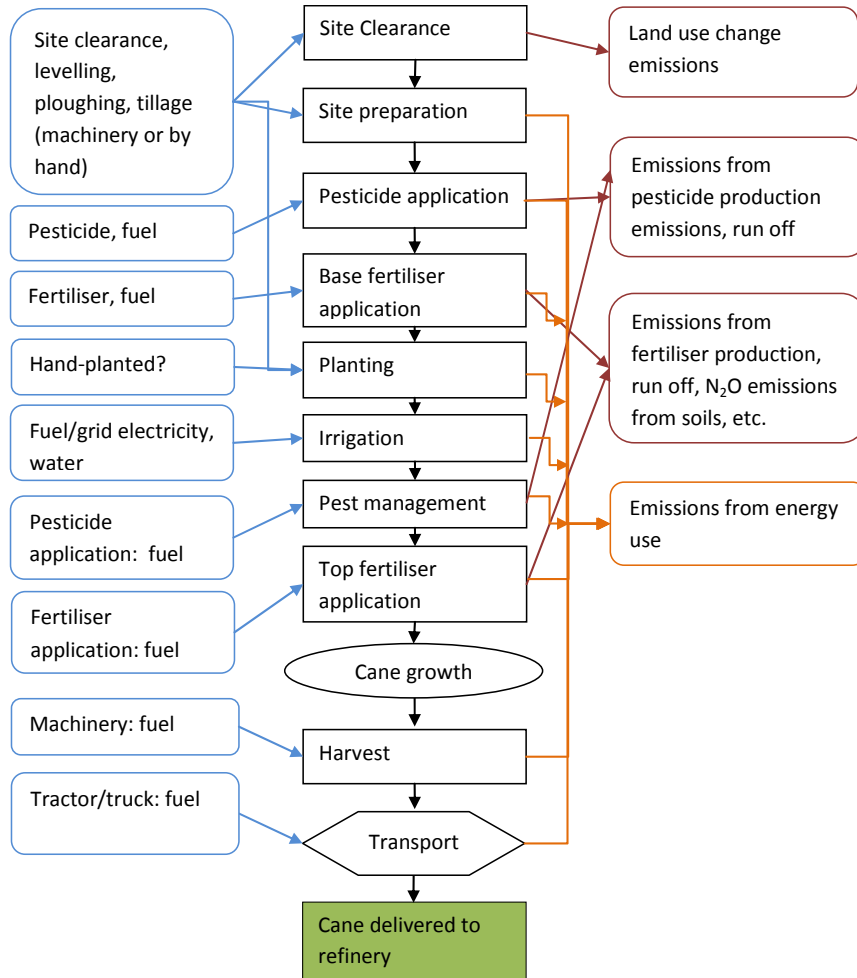 Site clearance,
levelling,
ploughing, tillage
(machinery or by
hand)
Pesticide, fuel
Fertiliser, fuel
Hand-planted?
Fuel/grid electricity,
water
Pesticide
application:  fuel
Fertiliser
application: fuel
Machinery: fuel
Tractor/truck: fuel
Site Clearance
Site preparation
Pesticide application
Base fertiliser
application
Planting
Irrigation
Pest management
Top fertiliser
application
Cane growth
Harvest
Transport
Cane delivered to
refinery
Land use change
emissions
Emissions from
pesticide production
emissions, run off
Emissions from
fertiliser production,
run off, N₂O emissions
from soils, etc.
Emissions from energy
use